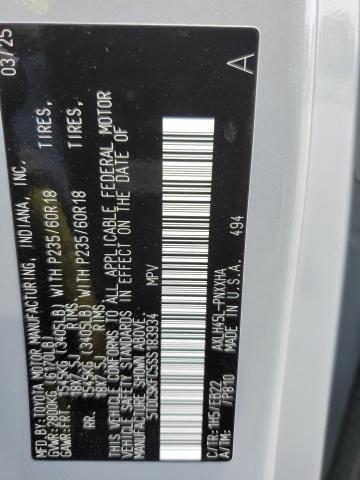 MFD. BY: TOYOTA MOTOR MANUFACTURING, INDIANA, INC. 03/25
GVWR: 2800KG (6170LB)
GAWR: FRT. 1545KG (3405LB) WITH P235/60R18 TIRES,
18X7.5J RIMS
RR. 1545KG (3405LB) WITH P235/60R18 TIRES,
18X7.5J RIMS
THIS VEHICLE CONFORMS TO ALL APPLICABLE FEDERAL MOTOR
VEHICLE SAFETY STANDARDS IN EFFECT ON THE DATE OF
MANUFACTURE SHOWN ABOVE.
5TDCSKFC5SS183934 MPV
A
C/TR: 1H5/FB22 AXLH45L-PNXXHA
A/TM: -/P810 MADE IN U.S.A. 494